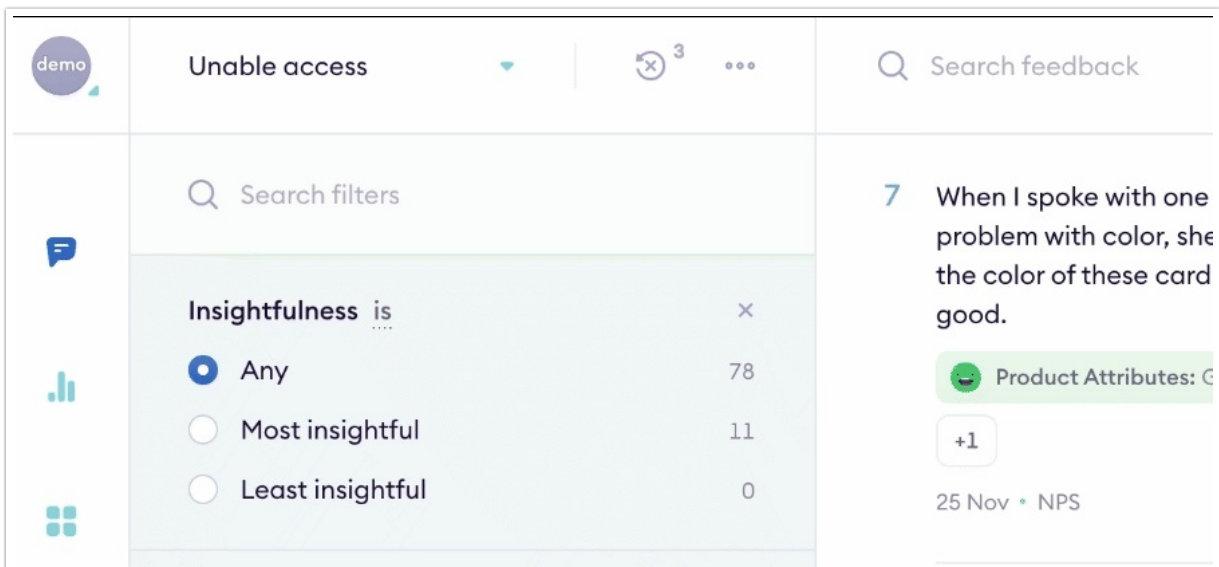 demo
Unable access
3
Search feedback
Search filters
Insightfulness is
Any 78
Most insightful 11
Least insightful 0
7
When I spoke with one
problem with color, she
the color of these card
good.
Product Attributes: G
+1
25 Nov • NPS